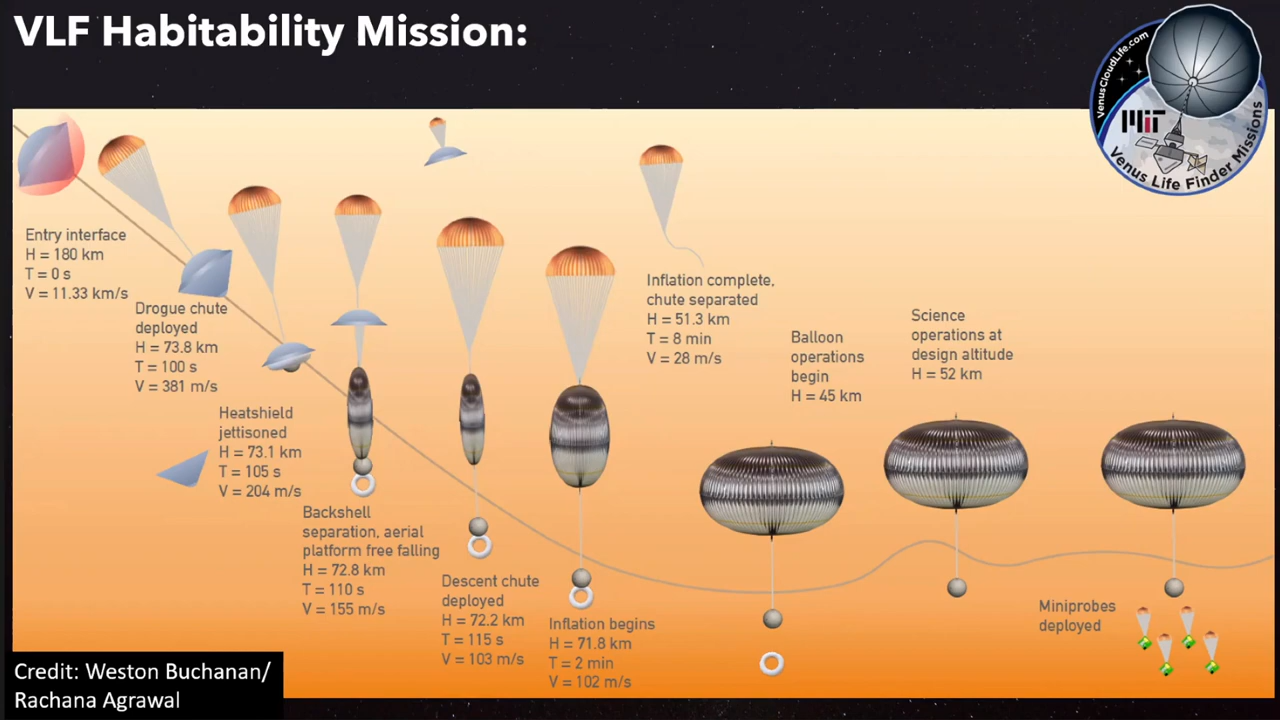 VLF Habitability Mission:
VenusCloudLife.com
MIT
Venus Life Finder Missions
Entry interface
H = 180 km
T = 0 s
V = 11.33 km/s
Drogue chute
deployed
H = 73.8 km
T = 100 s
V = 381 m/s
Heatshield
jettisoned
H = 73.1 km
T = 105 s
V = 204 m/s
Backshell
separation, aerial
platform free falling
H = 72.8 km
T = 110 s
V = 155 m/s
Descent chute
deployed
H = 72.2 km
T = 115 s
V = 103 m/s
Inflation begins
H = 71.8 km
T = 2 min
V = 102 m/s
Inflation complete,
chute separated
H = 51.3 km
T = 8 min
V = 28 m/s
Balloon
operations
begin
H = 45 km
Science
operations at
design altitude
H = 52 km
Miniprobes
deployed
Credit: Weston Buchanan/
Rachana Agrawal